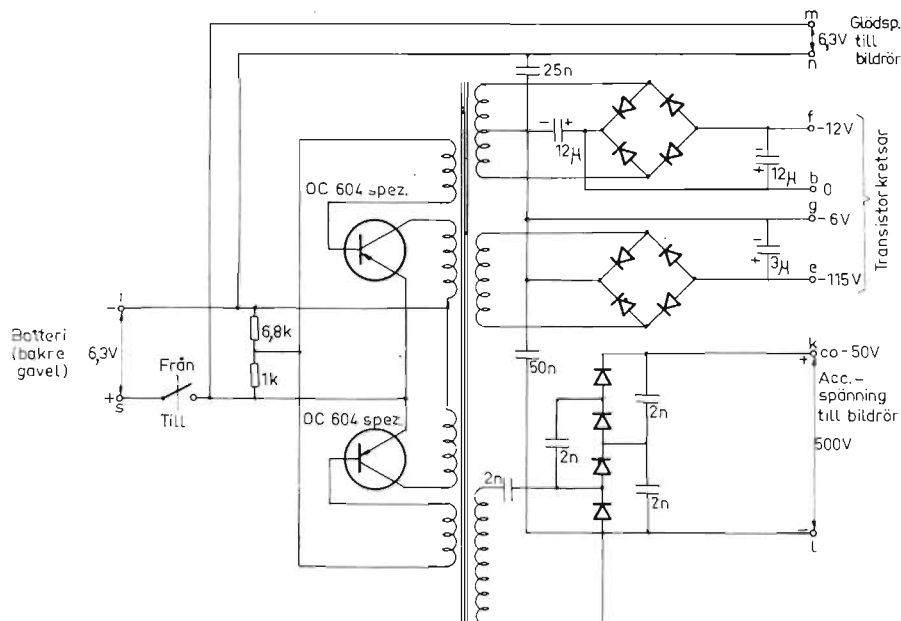 m
Glödsp.
6,3V
till
n
bildrör
25n
f
-12V
- +
12μ
-
12μ
+
b
0
OC 604 spez.
g
-6V
-
+
3μ
e
-115V
Transistorkretsar
- i
6,8k
Batteri
(bakre
gavel)
6,3V
1k
Från
+ s
Till
50n
k
+
co -50V
Acc.-
spänning
till bildrör
500V
2n
OC 604 spez.
2n
2n
2n
-
l